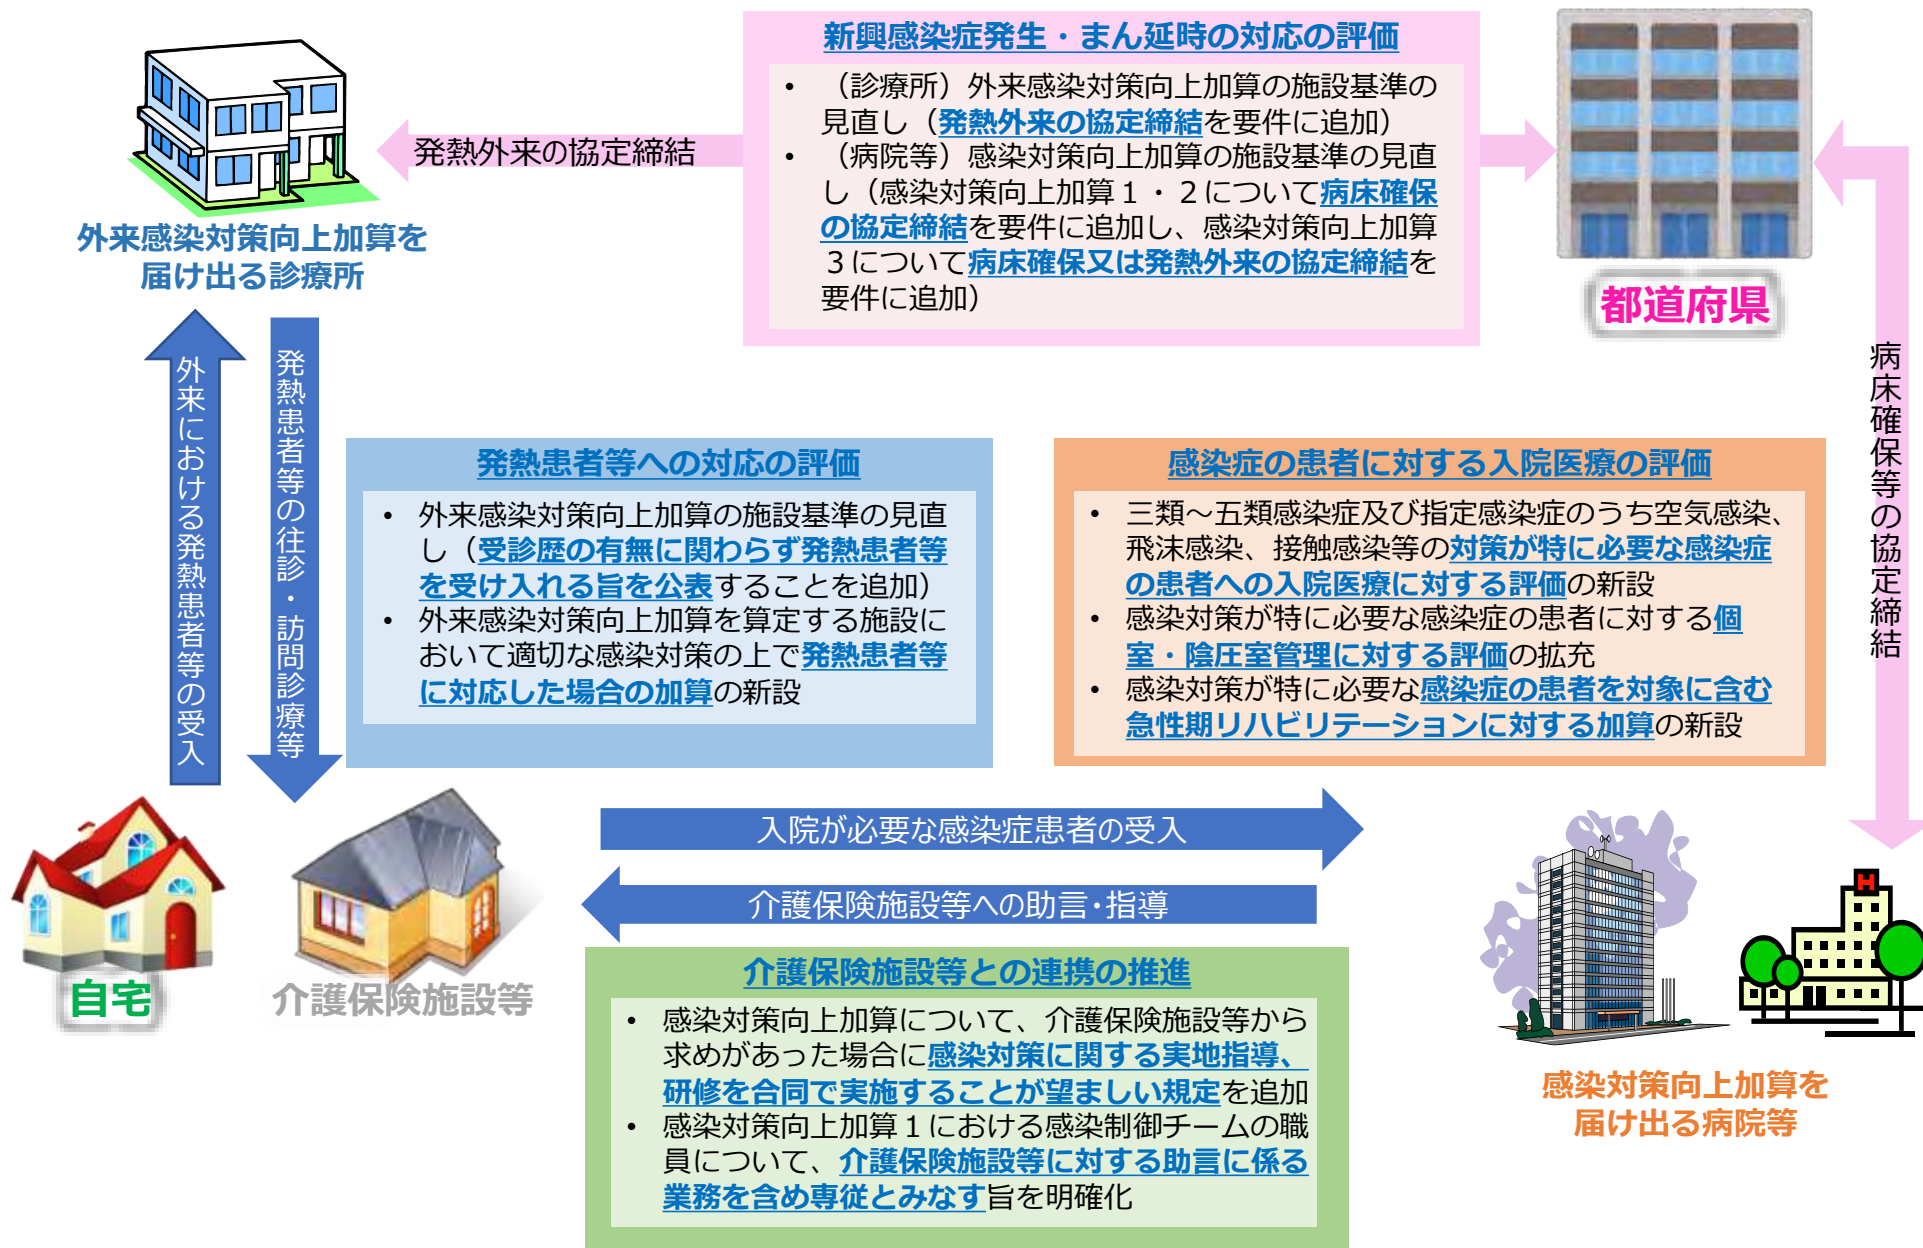 新興感染症発生・まん延時の対応の評価
• （診療所）外来感染対策向上加算の施設基準の
見直し（発熱外来の協定締結を要件に追加）
• （病院等）感染対策向上加算の施設基準の見直
し（感染対策向上加算１・２について病床確保
の協定締結を要件に追加し、感染対策向上加算
３について病床確保又は発熱外来の協定締結を
要件に追加）
発熱外来の協定締結
外来感染対策向上加算を
届け出る診療所
都道府県
病床確保等の協定締結
外来における発熱患者等の受入
発熱患者等の往診・訪問診療等
発熱患者等への対応の評価
• 外来感染対策向上加算の施設基準の見直
し（受診歴の有無に関わらず発熱患者等
を受け入れる旨を公表することを追加）
• 外来感染対策向上加算を算定する施設に
おいて適切な感染対策の上で発熱患者等
に対応した場合の加算の新設
感染症の患者に対する入院医療の評価
• 三類～五類感染症及び指定感染症のうち空気感染、
飛沫感染、接触感染等の対策が特に必要な感染症
の患者への入院医療に対する評価の新設
• 感染対策が特に必要な感染症の患者に対する個
室・陰圧室管理に対する評価の拡充
• 感染対策が特に必要な感染症の患者を対象に含む
急性期リハビリテーションに対する加算の新設
入院が必要な感染症患者の受入
介護保険施設等への助言・指導
自宅
介護保険施設等
介護保険施設等との連携の推進
• 感染対策向上加算について、介護保険施設等から
求めがあった場合に感染対策に関する実地指導、
研修を合同で実施することが望ましい規定を追加
• 感染対策向上加算１における感染制御チームの職
員について、介護保険施設等に対する助言に係る
業務を含め専従とみなす旨を明確化
H
感染対策向上加算を
届け出る病院等